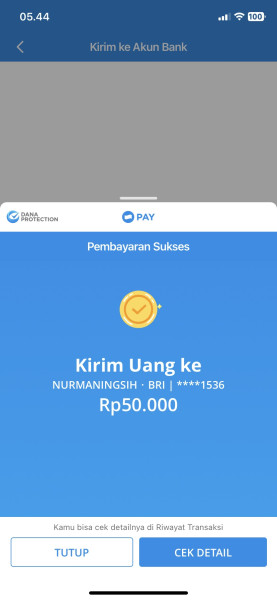 05.44
100
Kirim ke Akun Bank
DANA
PROTECTION
PAY
Pembayaran Sukses
Kirim Uang ke
NURMANINGSIH · BRI | ****1536
Rp50.000
Kamu bisa cek detailnya di Riwayat Transaksi
TUTUP
CEK DETAIL